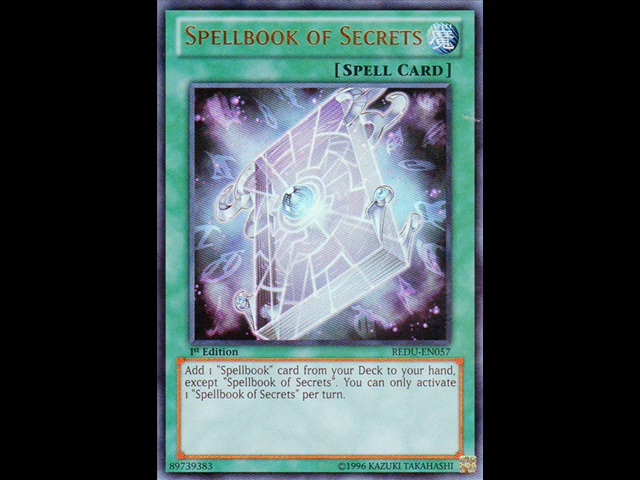 Spellbook of Secrets
魔
[Spell Card]
1st Edition
REDU-EN057
Add 1 "Spellbook" card from your Deck to your hand,
except "Spellbook of Secrets". You can only activate
1 "Spellbook of Secrets" per turn.
89739383
©1996 KAZUKI TAKAHASHI